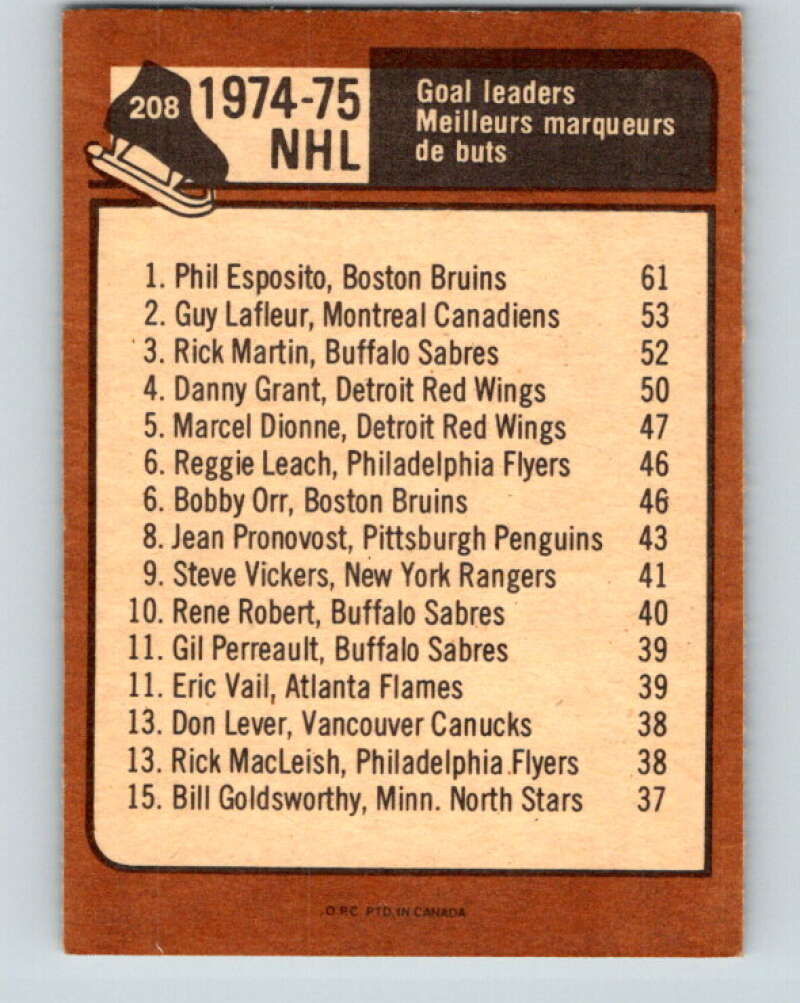 208 1974-75
NHL
Goal leaders
Meilleurs marqueurs
de buts
1. Phil Esposito, Boston Bruins 61
2. Guy Lafleur, Montreal Canadiens 53
3. Rick Martin, Buffalo Sabres 52
4. Danny Grant, Detroit Red Wings 50
5. Marcel Dionne, Detroit Red Wings 47
6. Reggie Leach, Philadelphia Flyers 46
6. Bobby Orr, Boston Bruins 46
8. Jean Pronovost, Pittsburgh Penguins 43
9. Steve Vickers, New York Rangers 41
10. Rene Robert, Buffalo Sabres 40
11. Gil Perreault, Buffalo Sabres 39
11. Eric Vail, Atlanta Flames 39
13. Don Lever, Vancouver Canucks 38
13. Rick MacLeish, Philadelphia Flyers 38
15. Bill Goldsworthy, Minn. North Stars 37
O.P.C. PTD. IN CANADA